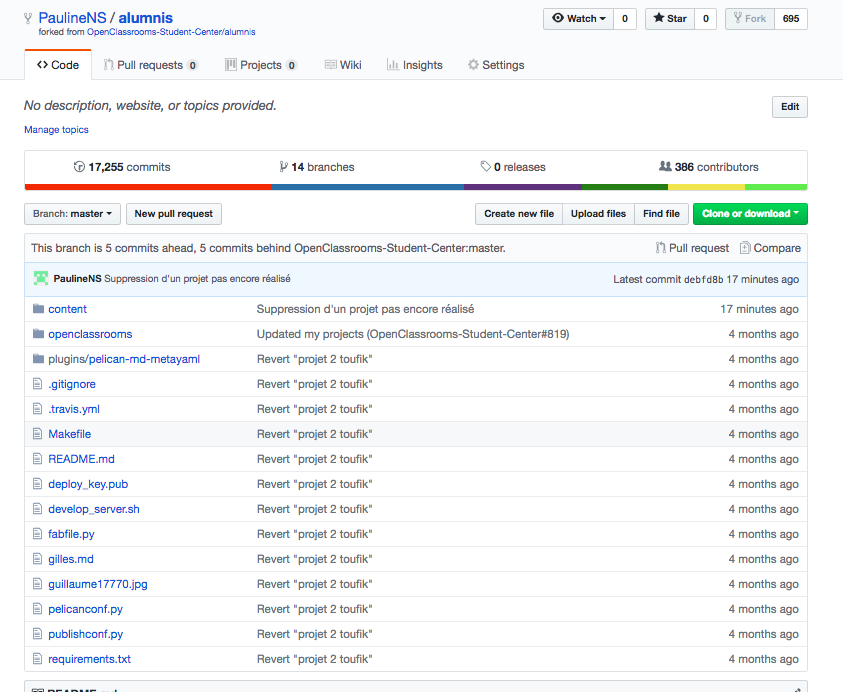 PaulineNS / alumnis
Watch 0 Star 0 Fork 695
forked from OpenClassrooms-Student-Center/alumnis
Code Pull requests 0 Projects 0 Wiki Insights Settings
No description, website, or topics provided. Edit
Manage topics
17,255 commits 14 branches 0 releases 386 contributors
Branch: master New pull request Create new file Upload files Find file Clone or download
This branch is 5 commits ahead, 5 commits behind OpenClassrooms-Student-Center:master. Pull request Compare
PaulineNS Suppression d'un projet pas encore réalisé Latest commit debfd8b 17 minutes ago
content Suppression d'un projet pas encore réalisé 17 minutes ago
openclassrooms Updated my projects (OpenClassrooms-Student-Center#819) 4 months ago
plugins/pelican-md-metayaml Revert "projet 2 toufik" 4 months ago
.gitignore Revert "projet 2 toufik" 4 months ago
.travis.yml Revert "projet 2 toufik" 4 months ago
Makefile Revert "projet 2 toufik" 4 months ago
README.md Revert "projet 2 toufik" 4 months ago
deploy_key.pub Revert "projet 2 toufik" 4 months ago
develop_server.sh Revert "projet 2 toufik" 4 months ago
fabfile.py Revert "projet 2 toufik" 4 months ago
gilles.md Revert "projet 2 toufik" 4 months ago
guillaume17770.jpg Revert "projet 2 toufik" 4 months ago
pelicanconf.py Revert "projet 2 toufik" 4 months ago
publishconf.py Revert "projet 2 toufik" 4 months ago
requirements.txt Revert "projet 2 toufik" 4 months ago
README.md